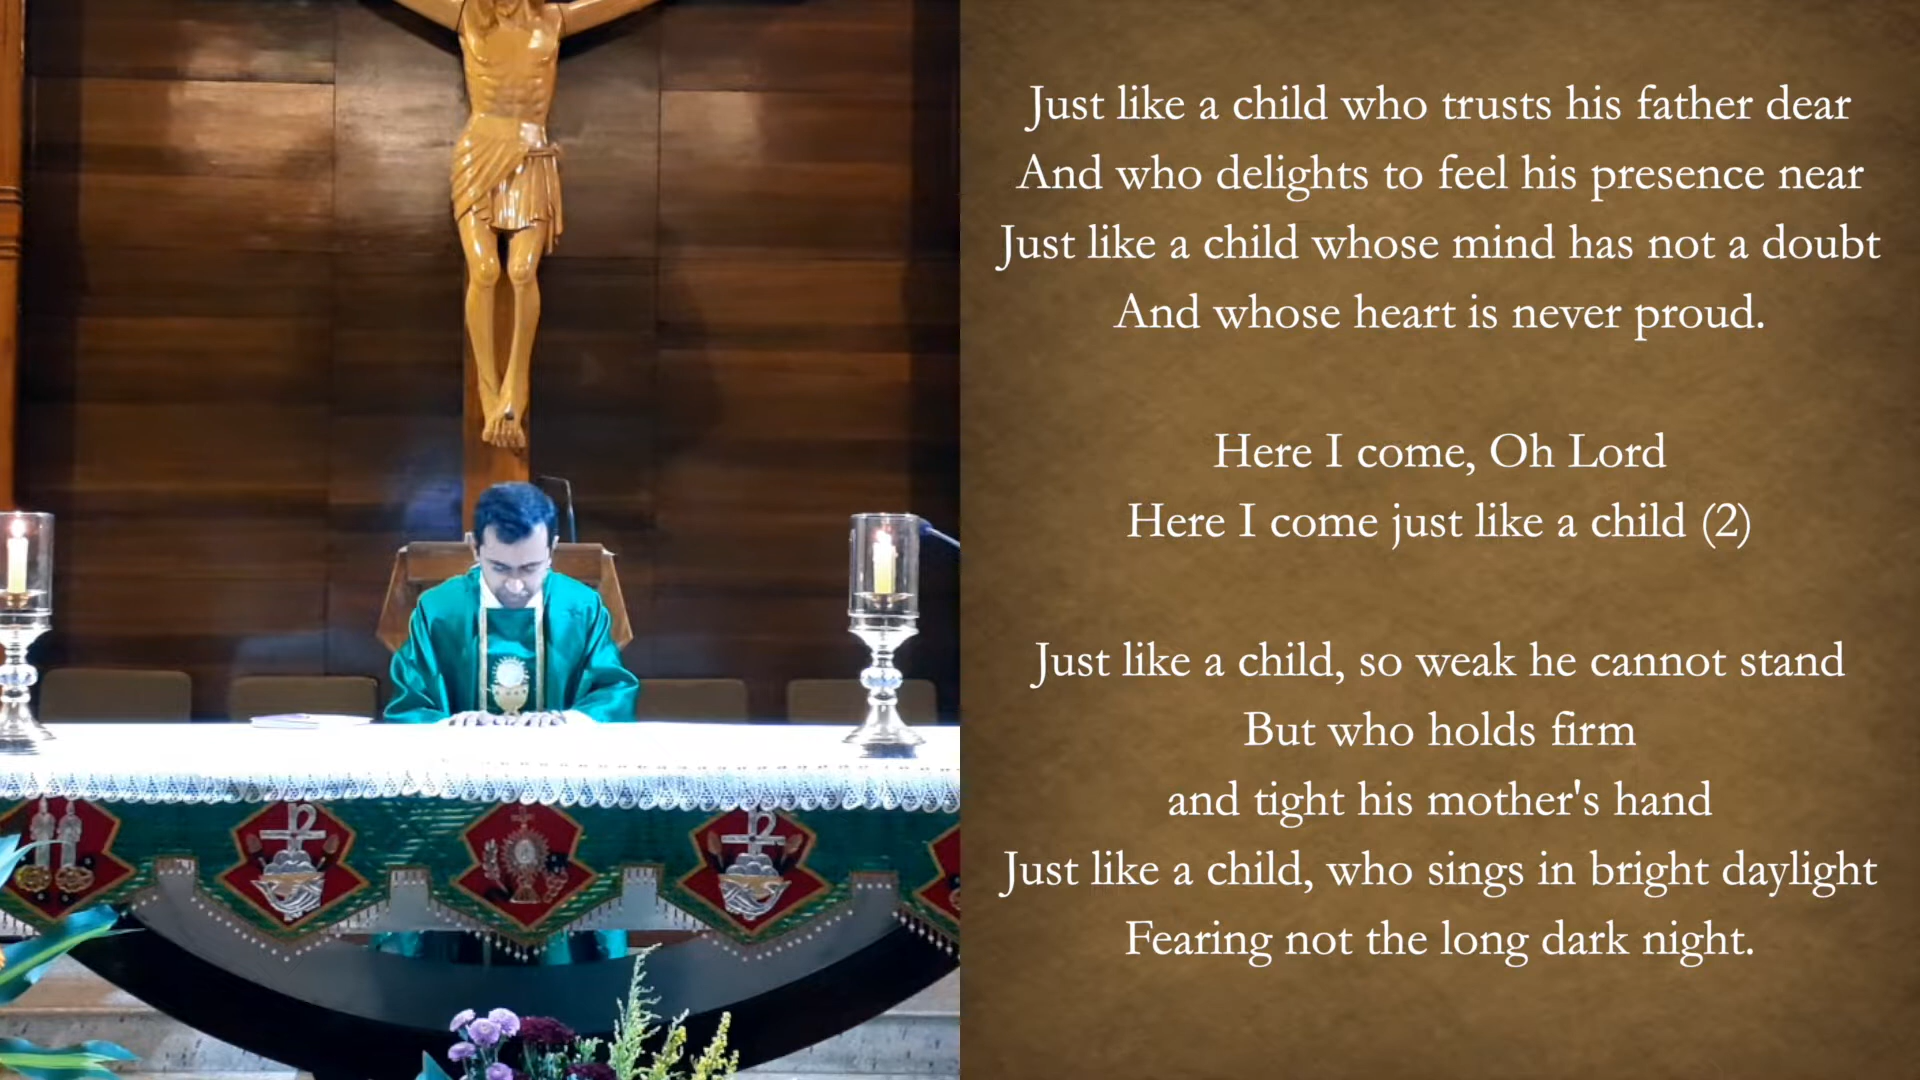 Just like a child who trusts his father dear
And who delights to feel his presence near
Just like a child whose mind has not a doubt
And whose heart is never proud.
Here I come, Oh Lord
Here I come just like a child (2)
Just like a child, so weak he cannot stand
But who holds firm
and tight his mother's hand
Just like a child, who sings in bright daylight
Fearing not the long dark night.